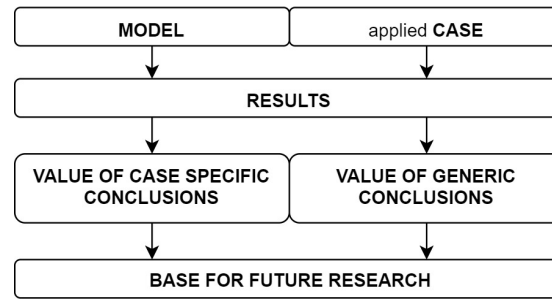 MODEL
applied CASE
RESULTS
VALUE OF CASE SPECIFIC
CONCLUSIONS
VALUE OF GENERIC
CONCLUSIONS
BASE FOR FUTURE RESEARCH